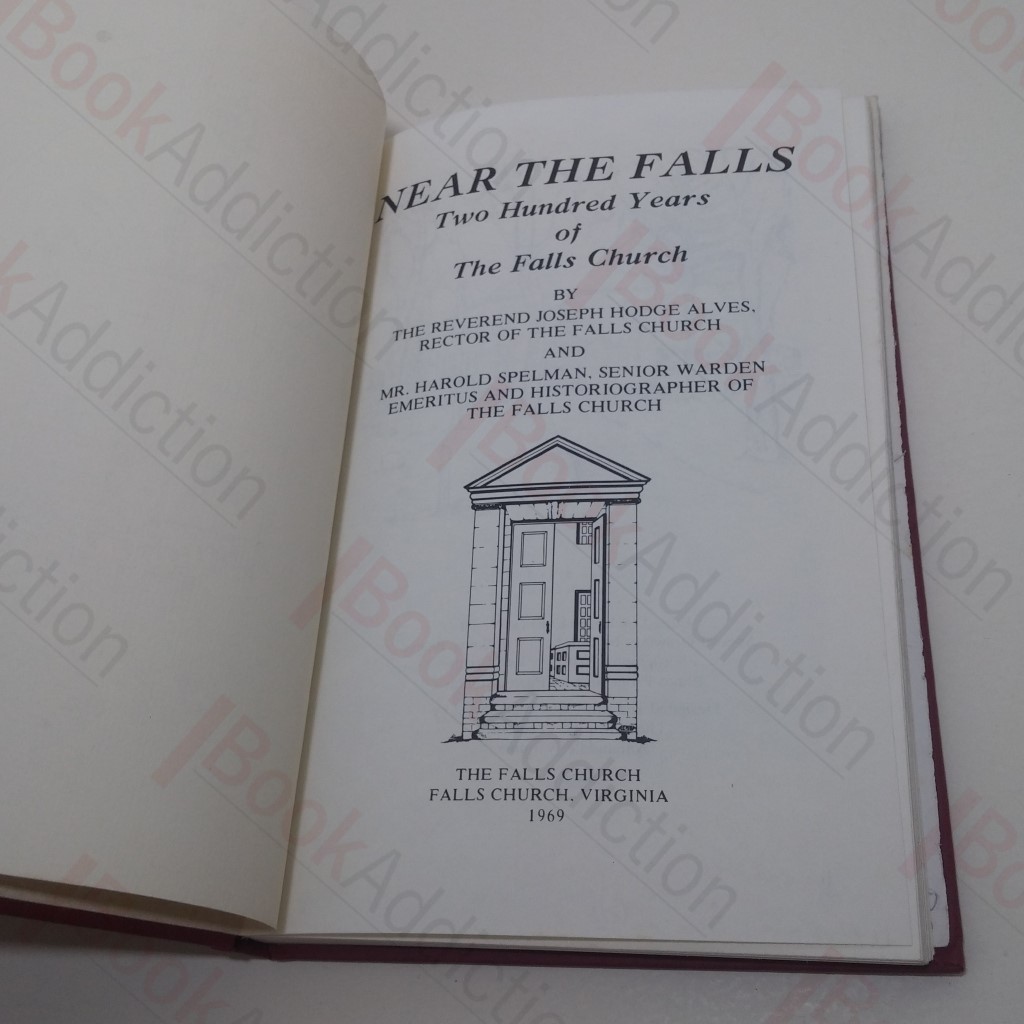 NEAR THE FALLS
Two Hundred Years
of
The Falls Church
BY
THE REVEREND JOSEPH HODGE ALVES,
RECTOR OF THE FALLS CHURCH
AND
MR. HAROLD SPELMAN, SENIOR WARDEN
EMERITUS AND HISTORIOGRAPHER OF
THE FALLS CHURCH
THE FALLS CHURCH
FALLS CHURCH, VIRGINIA
1969
BookAddiction